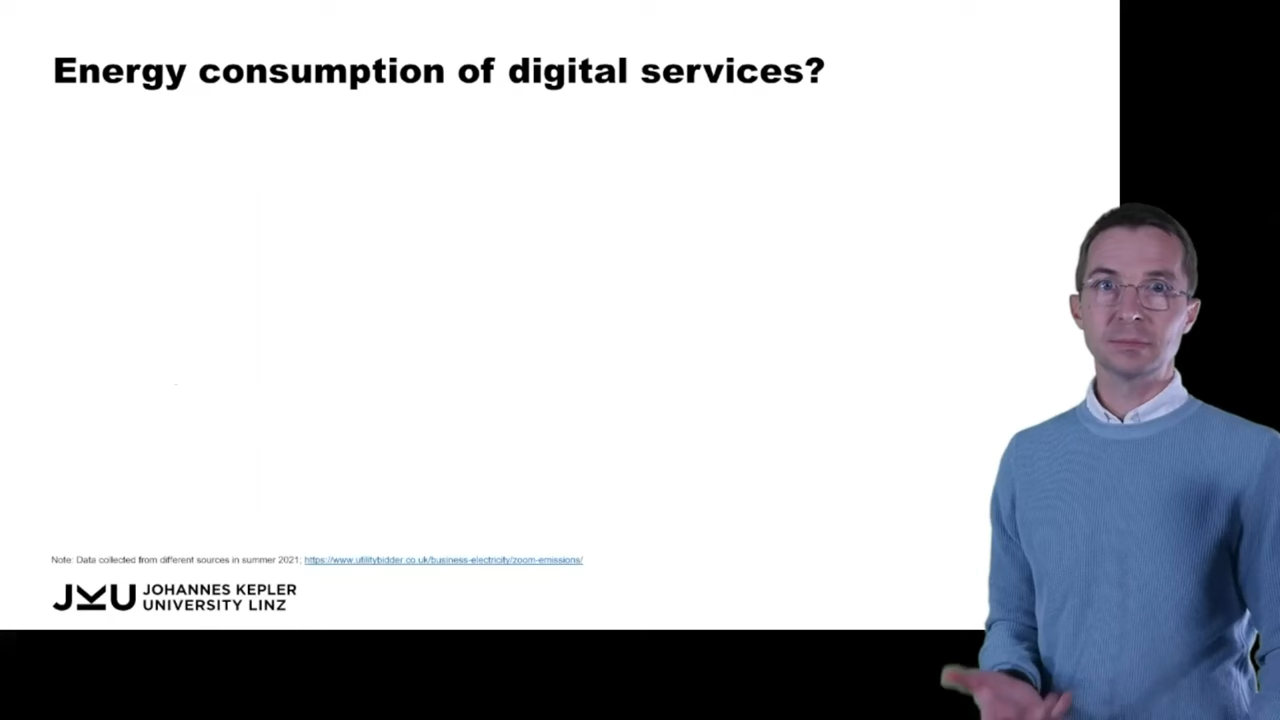 Energy consumption of digital services?
Note: Data collected from different sources in summer 2021; https://www.utilitybidder.co.uk/business-electricity/zoom-emissions/
JKU JOHANNES KEPLER
UNIVERSITY LINZ